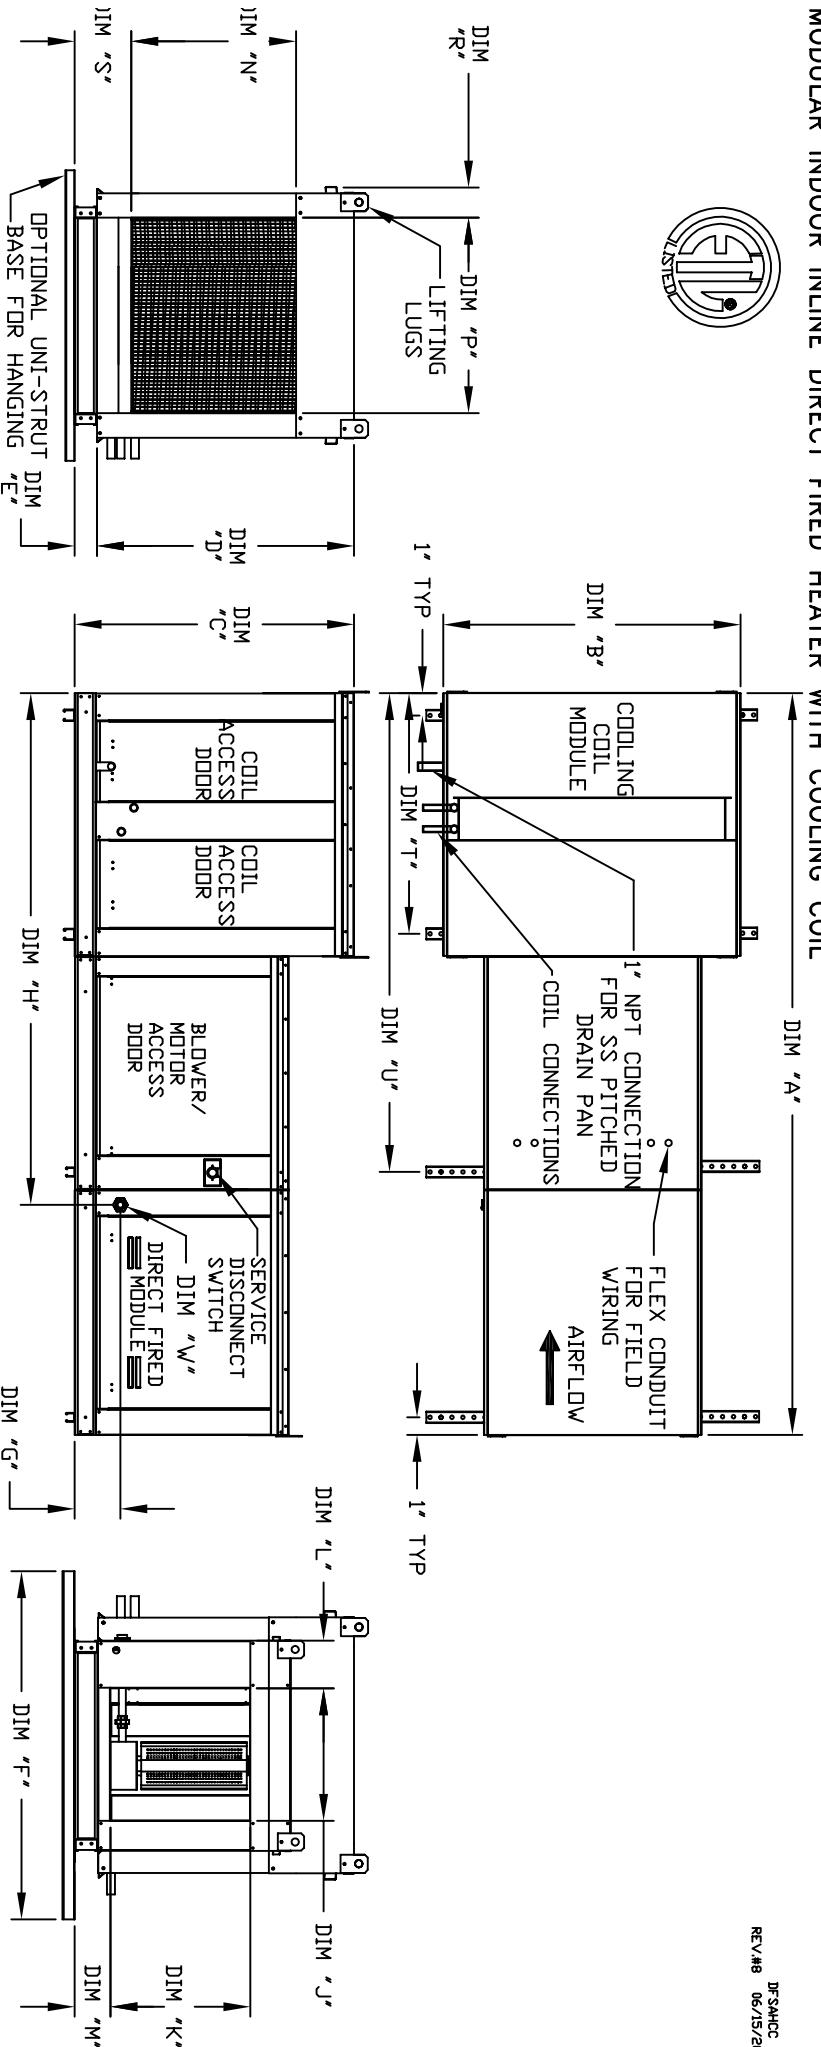 MODULAR INDOOR INLINE DIRECT FIRED HEATER WITH COOLING COIL
DFSAHCC
REV.#8
LISTED
DIM "A"
DIM "B"
COOLING
COIL
MODULE
1" NPT CONNECTION
FOR SS PITCHED
DRAIN PAN
COIL CONNECTIONS
FLEX CONDUIT
FOR FIELD
WIRING
AIRFLOW
1" TYP
DIM "T"
DIM "U"
1" TYP
DIM
"R"
DIM "P"
LIFTING
LUGS
DIM "N"
DIM "S"
DIM
"D"
DIM
"E"
OPTIONAL UNI-STRUT
BASE FOR HANGING
DIM
"C"
COIL
ACCESS
DOOR
COIL
ACCESS
DOOR
BLOWER/
MOTOR
ACCESS
DOOR
SERVICE
DISCONNECT
SWITCH
DIM "W"
DIRECT FIRED
MODULE
DIM "H"
DIM "G"
DIM "L"
DIM "J"
DIM "K"
DIM "M"
DIM "F"